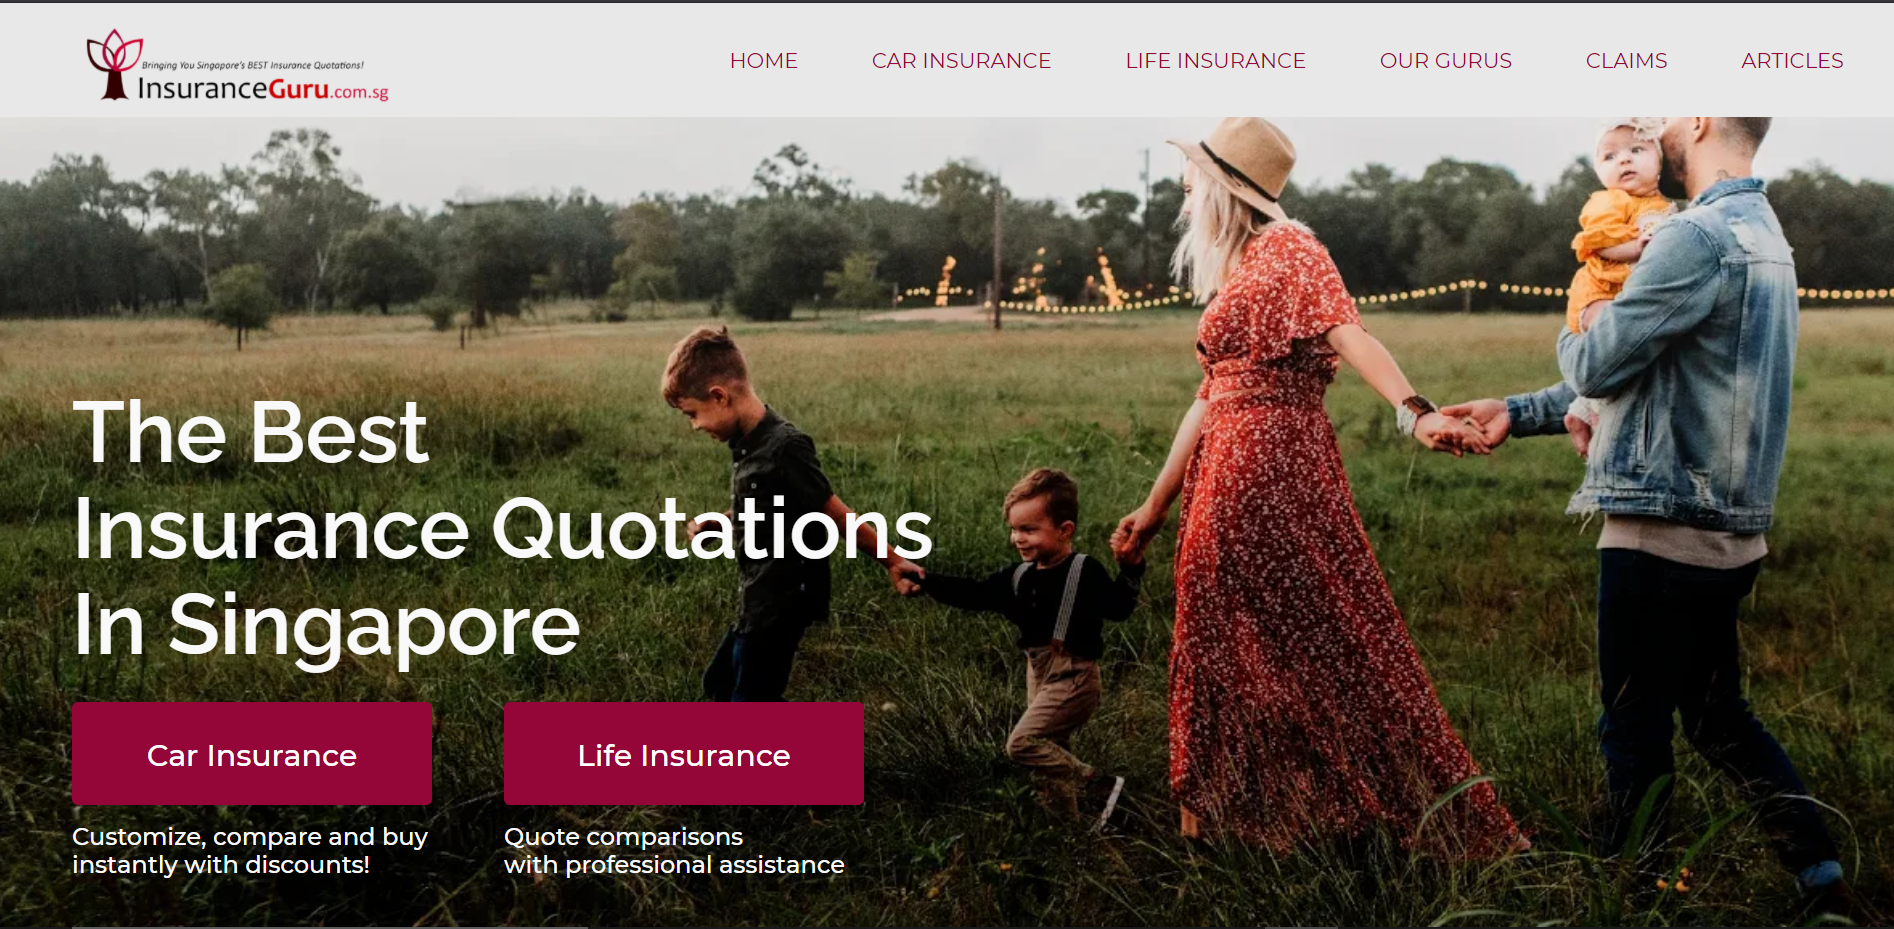 Bringing You Singapore's BEST Insurance Quotations!
InsuranceGuru.com.sg
HOME
CAR INSURANCE
LIFE INSURANCE
OUR GURUS
CLAIMS
ARTICLES
The Best
Insurance Quotations
In Singapore
Car Insurance
Customize, compare and buy
instantly with discounts!
Life Insurance
Quote comparisons
with professional assistance